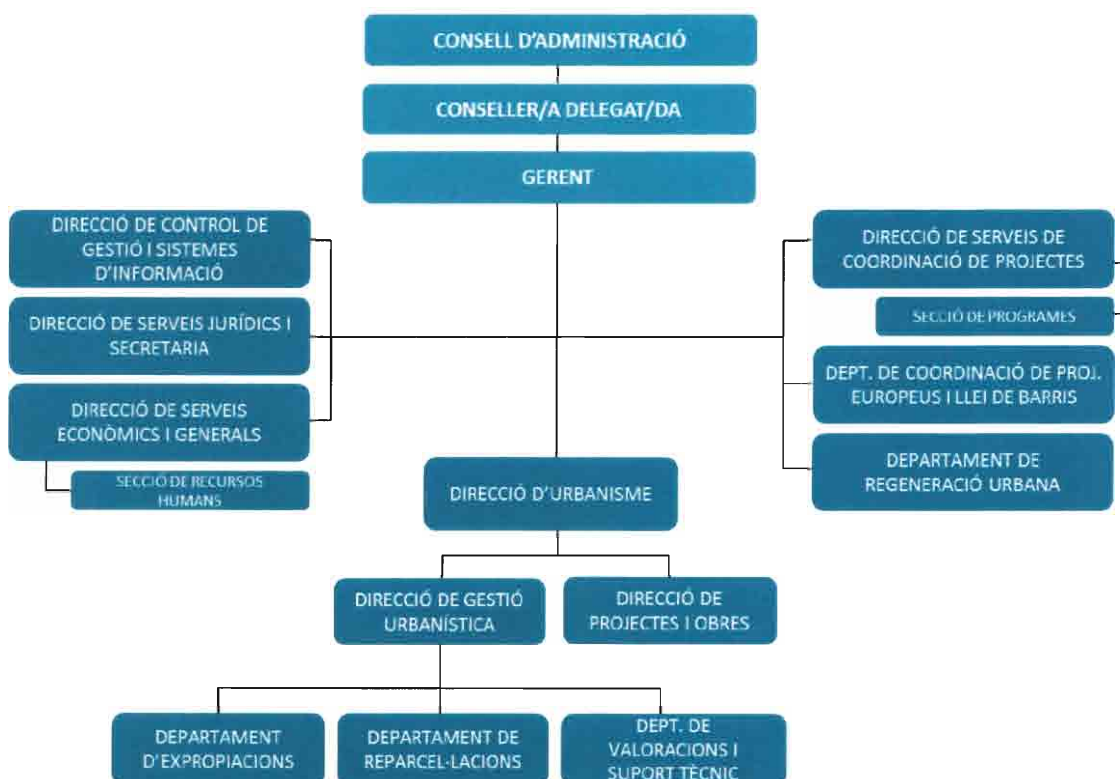 CONSELL D'ADMINISTRACIÓ
CONSELLER/A DELEGAT/DA
GERENT
DIRECCIÓ DE CONTROL DE
GESTIÓ I SISTEMES
D'INFORMACIÓ
DIRECCIÓ DE SERVEIS JURÍDICS I
SECRETARIA
DIRECCIÓ DE SERVEIS
ECONÒMICS I GENERALS
SECCIÓ DE RECURSOS
HUMANS
DIRECCIÓ DE SERVEIS DE
COORDINACIÓ DE PROJECTES
SECCIÓ DE PROGRAMES
DEPT. DE COORDINACIÓ DE PROJ.
EUROPEUS I LLEI DE BARRIS
DEPARTAMENT DE
REGENERACIÓ URBANA
DIRECCIÓ D'URBANISME
DIRECCIÓ DE GESTIÓ
URBANÍSTICA
DIRECCIÓ DE
PROJECTES I OBRES
DEPARTAMENT
D'EXPROPIACIONS
DEPARTAMENT DE
REPARCEL·LACIONS
DEPT. DE
VALORACIONS I
SUPORT TÈCNIC